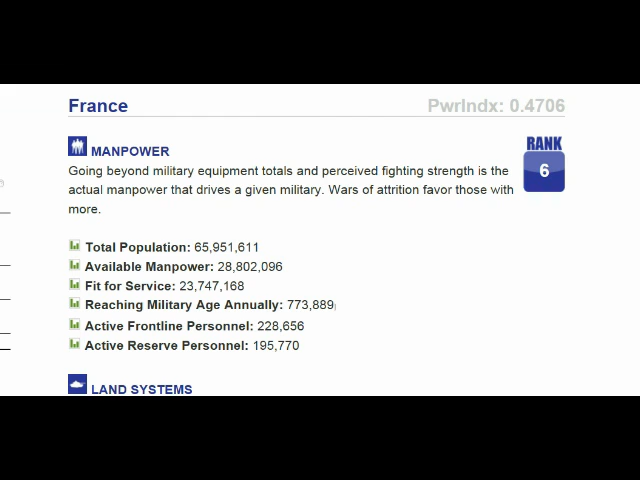 France
PwrIndx: 0.4706
MANPOWER
RANK
6
Going beyond military equipment totals and perceived fighting strength is the
actual manpower that drives a given military. Wars of attrition favor those with
more.
Total Population: 65,951,611
Available Manpower: 28,802,096
Fit for Service: 23,747,168
Reaching Military Age Annually: 773,889
Active Frontline Personnel: 228,656
Active Reserve Personnel: 195,770
LAND SYSTEMS